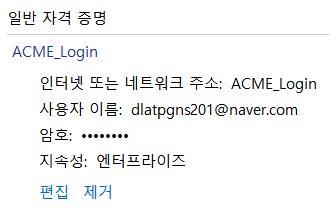 일반 자격 증명
ACME_Login
인터넷 또는 네트워크 주소: ACME_Login
사용자 이름: dlatpgns201@naver.com
암호: ••••••••
지속성: 엔터프라이즈
편집 제거